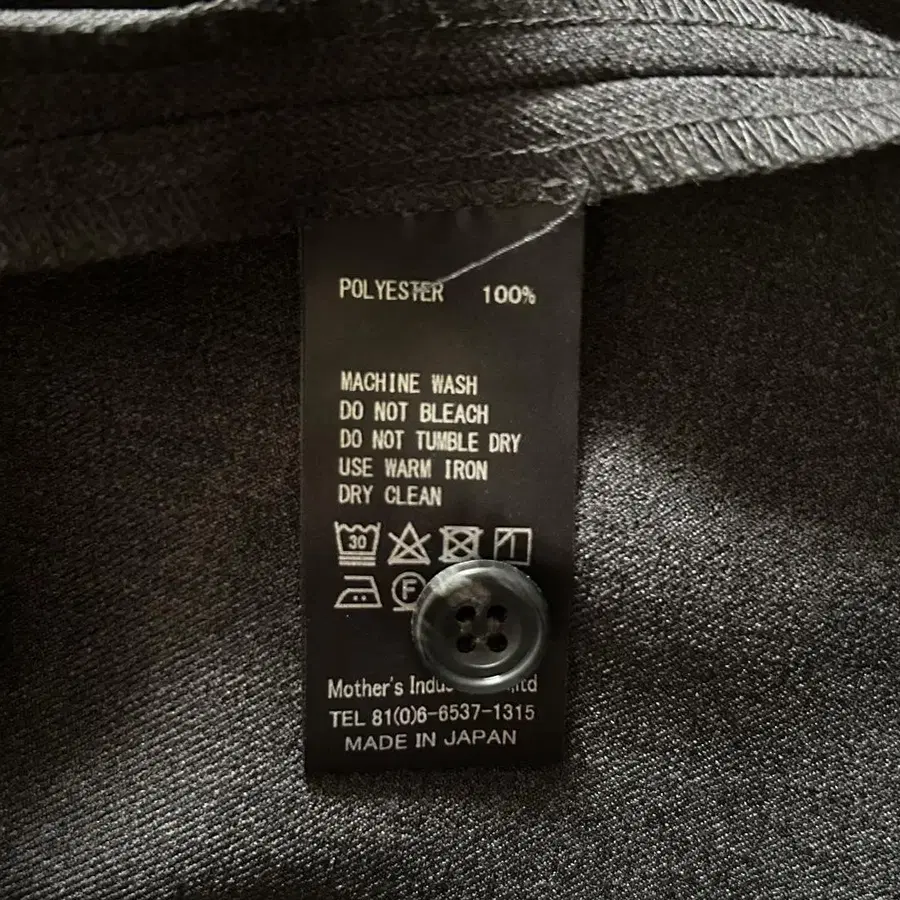 POLYESTER 100%
MACHINE WASH
DO NOT BLEACH
DO NOT TUMBLE DRY
USE WARM IRON
DRY CLEAN
30
F
Mother's
TEL 81(0)6-6537-1315
MADE IN JAPAN